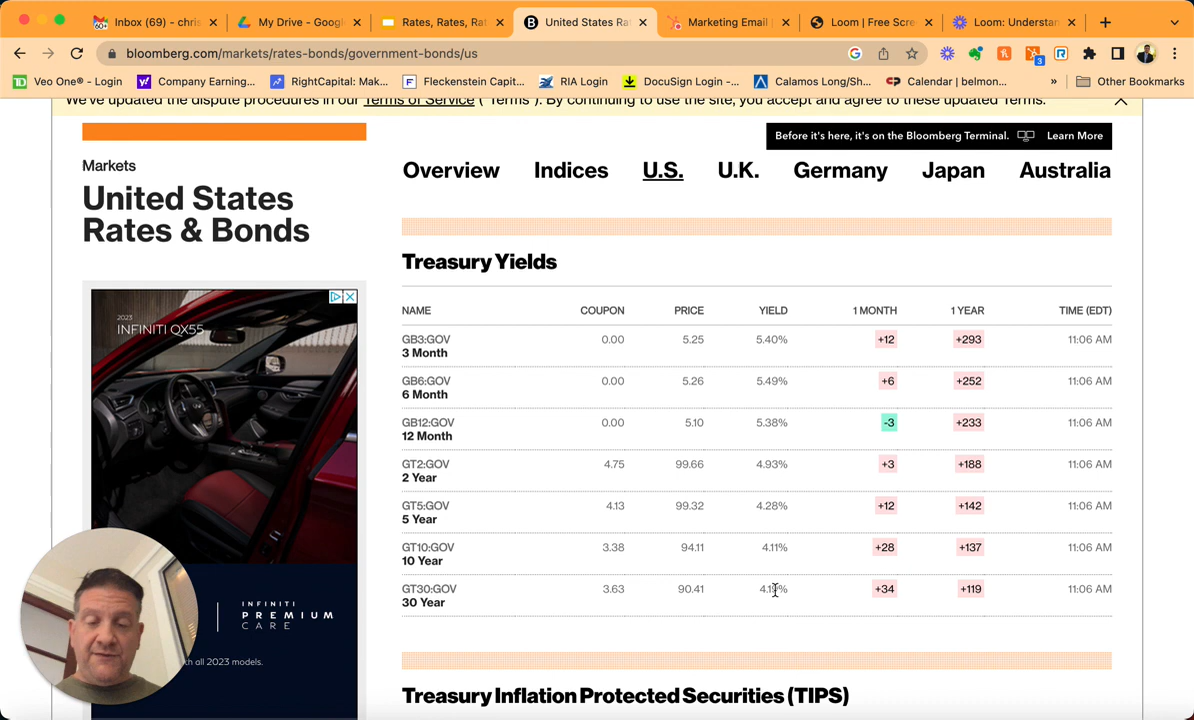 Inbox (69) - chris
My Drive - Googl
Rates, Rates, Rat
United States Ra
Marketing Email
Loom | Free Scre
Loom: Understan
bloomberg.com/markets/rates-bonds/government-bonds/us
Veo One® - Login
Company Earning...
RightCapital: Mak...
Fleckenstein Capit...
RIA Login
DocuSign Login -...
Calamos Long/Sh...
Calendar | belmon...
»
Other Bookmarks
We've updated the dispute procedures in our Terms of Service ("Terms"). By continuing to use the site, you accept and agree to these updated Terms.
Before it's here, it's on the Bloomberg Terminal. Learn More
Markets
United States
Rates & Bonds
Overview Indices U.S. U.K. Germany Japan Australia
Treasury Yields
NAME COUPON PRICE YIELD 1 MONTH 1 YEAR TIME (EDT)
GB3:GOV 0.00 5.25 5.40% +12 +293 11:06 AM
3 Month
GB6:GOV 0.00 5.26 5.49% +6 +252 11:06 AM
6 Month
GB12:GOV 0.00 5.10 5.38% -3 +233 11:06 AM
12 Month
GT2:GOV 4.75 99.66 4.93% +3 +188 11:06 AM
2 Year
GT5:GOV 4.13 99.32 4.28% +12 +142 11:06 AM
5 Year
GT10:GOV 3.38 94.11 4.11% +28 +137 11:06 AM
10 Year
GT30:GOV 3.63 90.41 +34 +119 11:06 AM
30 Year
2023
INFINITI QX55
INFINITI
PREMIUM
CARE
all 2023 models.
Treasury Inflation Protected Securities (TIPS)
3